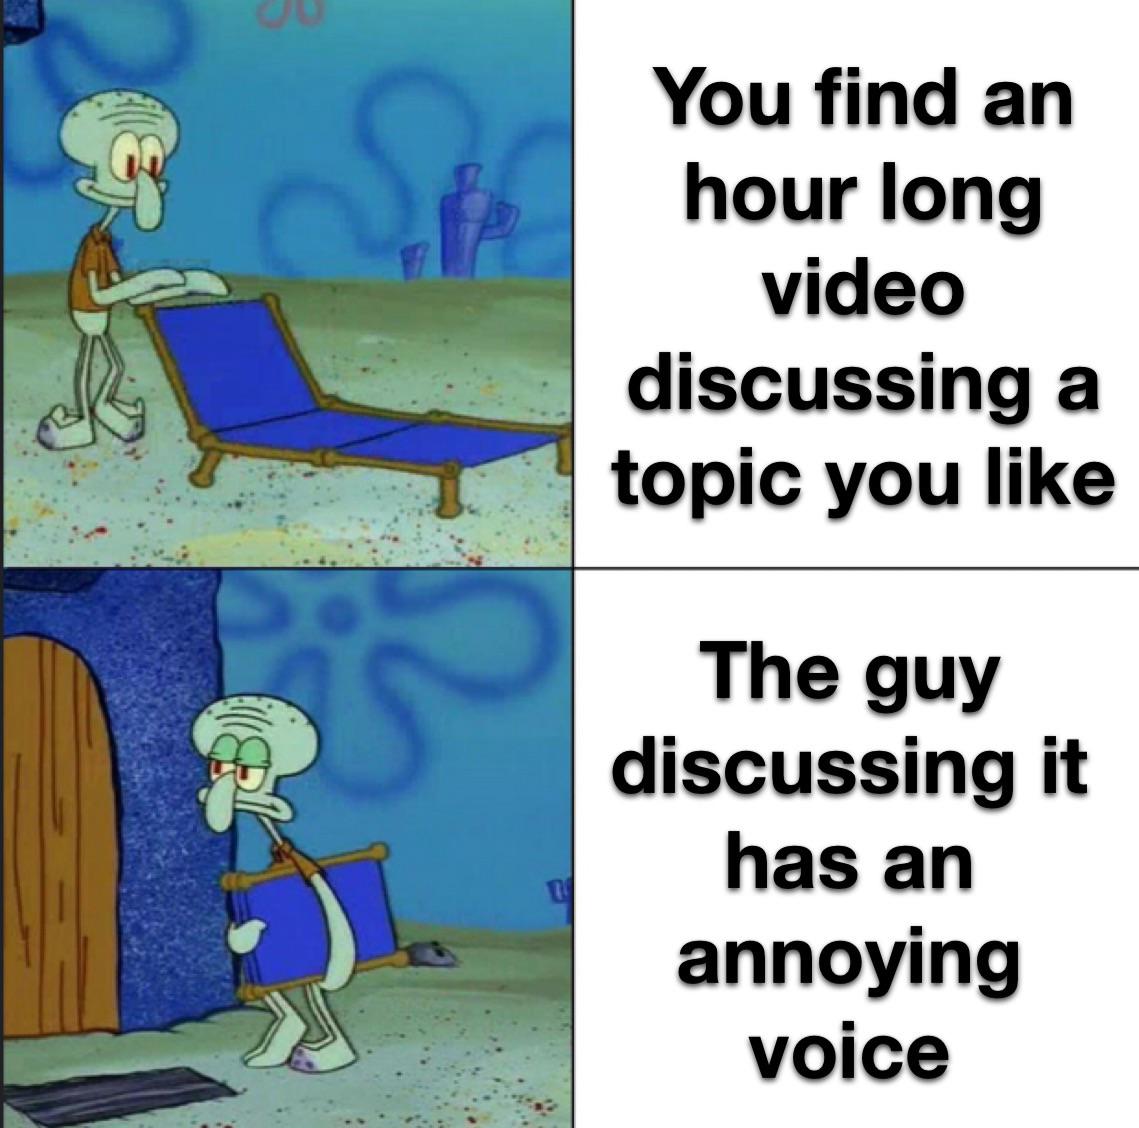 You find an
hour long
video
discussing a
topic you like
The guy
discussing it
has an
annoying
voice